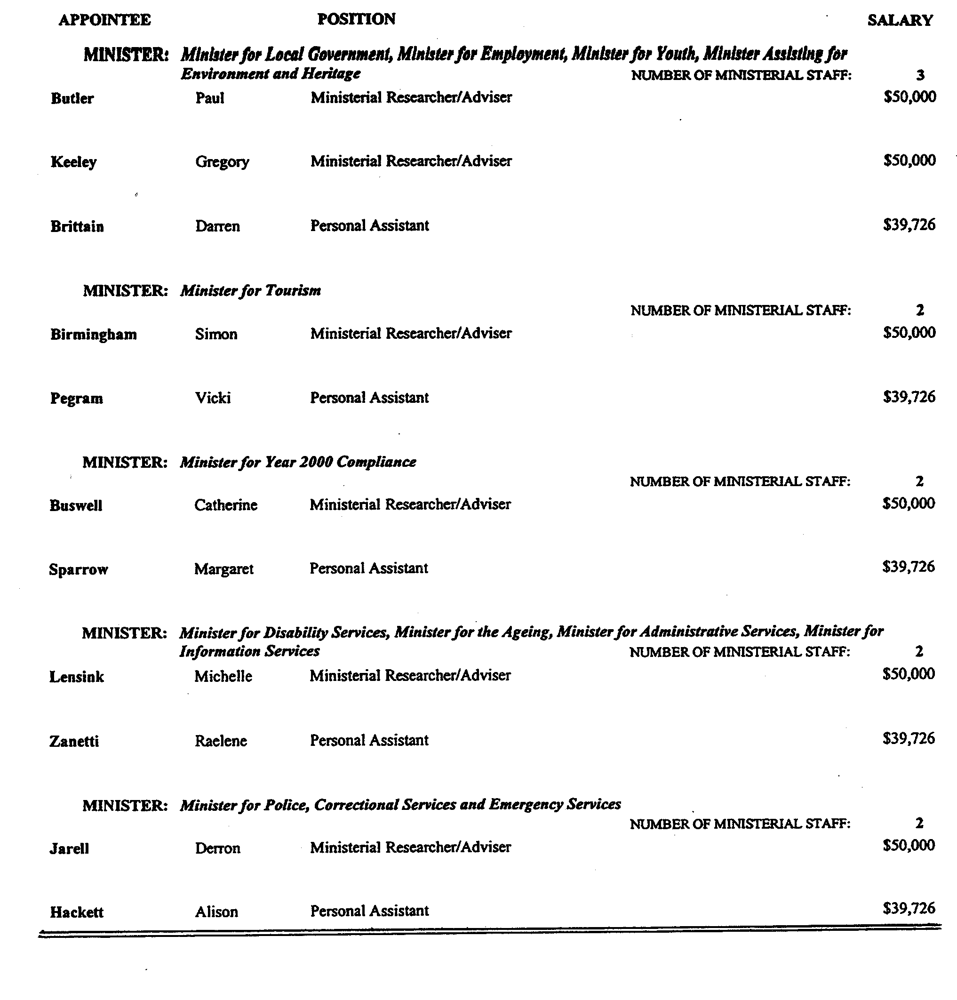 APPOINTEE POSITION SALARY
MINISTER: Minister for Local Government, Minister for Employment, Minister for Youth, Minister Assisting for
Environment and Heritage NUMBER OF MINISTERIAL STAFF: 3
Butler Paul Ministerial Researcher/Adviser $50,000
Keeley Gregory Ministerial Researcher/Adviser $50,000
Brittain Darren Personal Assistant $39,726
MINISTER: Minister for Tourism
NUMBER OF MINISTERIAL STAFF: 2
Birmingham Simon Ministerial Researcher/Adviser $50,000
Pegram Vicki Personal Assistant $39,726
MINISTER: Minister for Year 2000 Compliance
NUMBER OF MINISTERIAL STAFF: 2
Buswell Catherine Ministerial Researcher/Adviser $50,000
Sparrow Margaret Personal Assistant $39,726
MINISTER: Minister for Disability Services, Minister for the Ageing, Minister for Administrative Services, Minister for
Information Services NUMBER OF MINISTERIAL STAFF: 2
Lensink Michelle Ministerial Researcher/Adviser $50,000
Zanetti Raelene Personal Assistant $39,726
MINISTER: Minister for Police, Correctional Services and Emergency Services
NUMBER OF MINISTERIAL STAFF: 2
Jarell Derron Ministerial Researcher/Adviser $50,000
Hackett Alison Personal Assistant $39,726